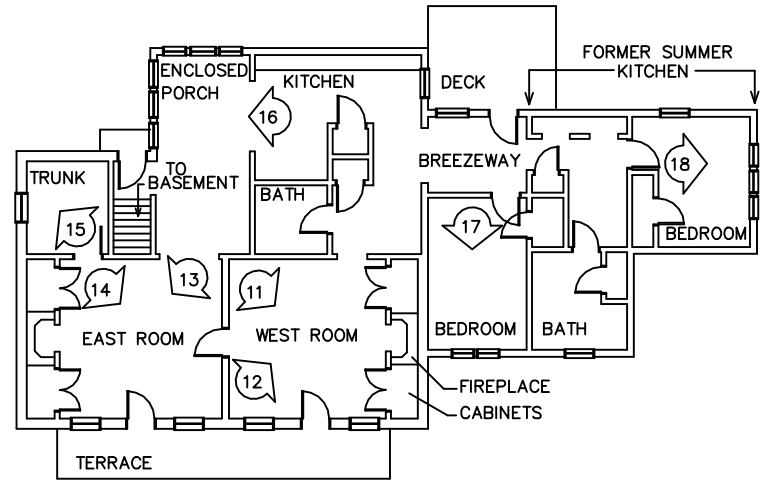 FORMER SUMMER
KITCHEN
ENCLOSED
PORCH
KITCHEN
DECK
16
BREEZEWAY
18
TRUNK
TO
BASEMENT
BATH
15
17
BEDROOM
14
13
11
EAST ROOM
WEST ROOM
BEDROOM
BATH
12
FIREPLACE
CABINETS
TERRACE